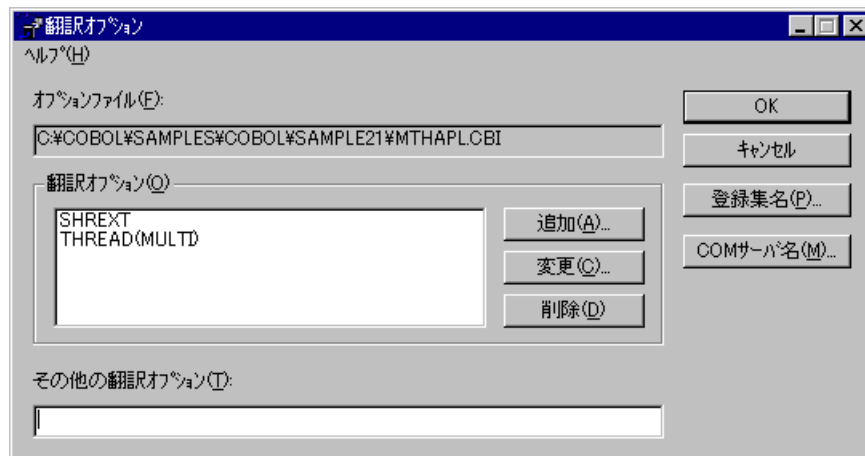 翻訳ｵﾌﾟｼｮﾝ
ﾍﾙﾌﾟ(H)
ｵﾌﾟｼｮﾝﾌｧｲﾙ(F):
C:¥COBOL¥SAMPLES¥COBOL¥SAMPLE21¥MTHAPL.CBI
翻訳ｵﾌﾟｼｮﾝ(O)
SHREXT
THREAD(MULTI)
追加(A)...
変更(C)...
削除(D)
その他の翻訳ｵﾌﾟｼｮﾝ(T):
OK
ｷｬﾝｾﾙ
登録集名(P)...
COMｻｰﾊﾞ名(M)...